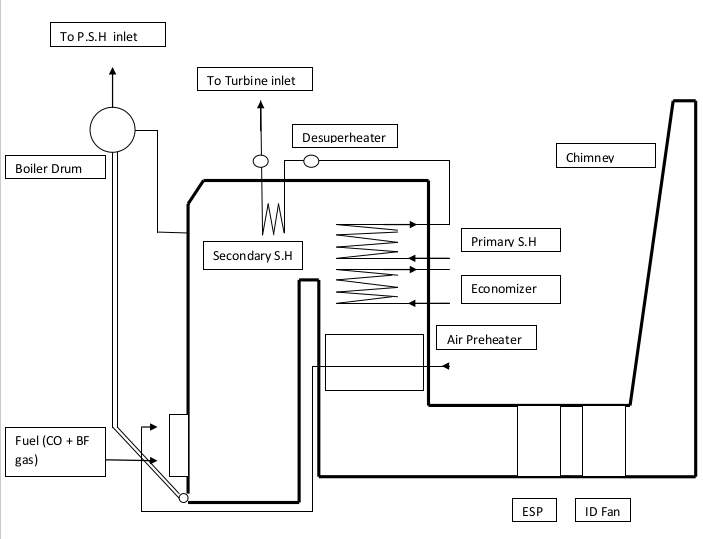 To P.S.H inlet
To Turbine inlet
Desuperheater
Chimney
Boiler Drum
Primary S.H
Secondary S.H
Economizer
Air Preheater
Fuel (CO + BF
gas)
ESP
ID Fan